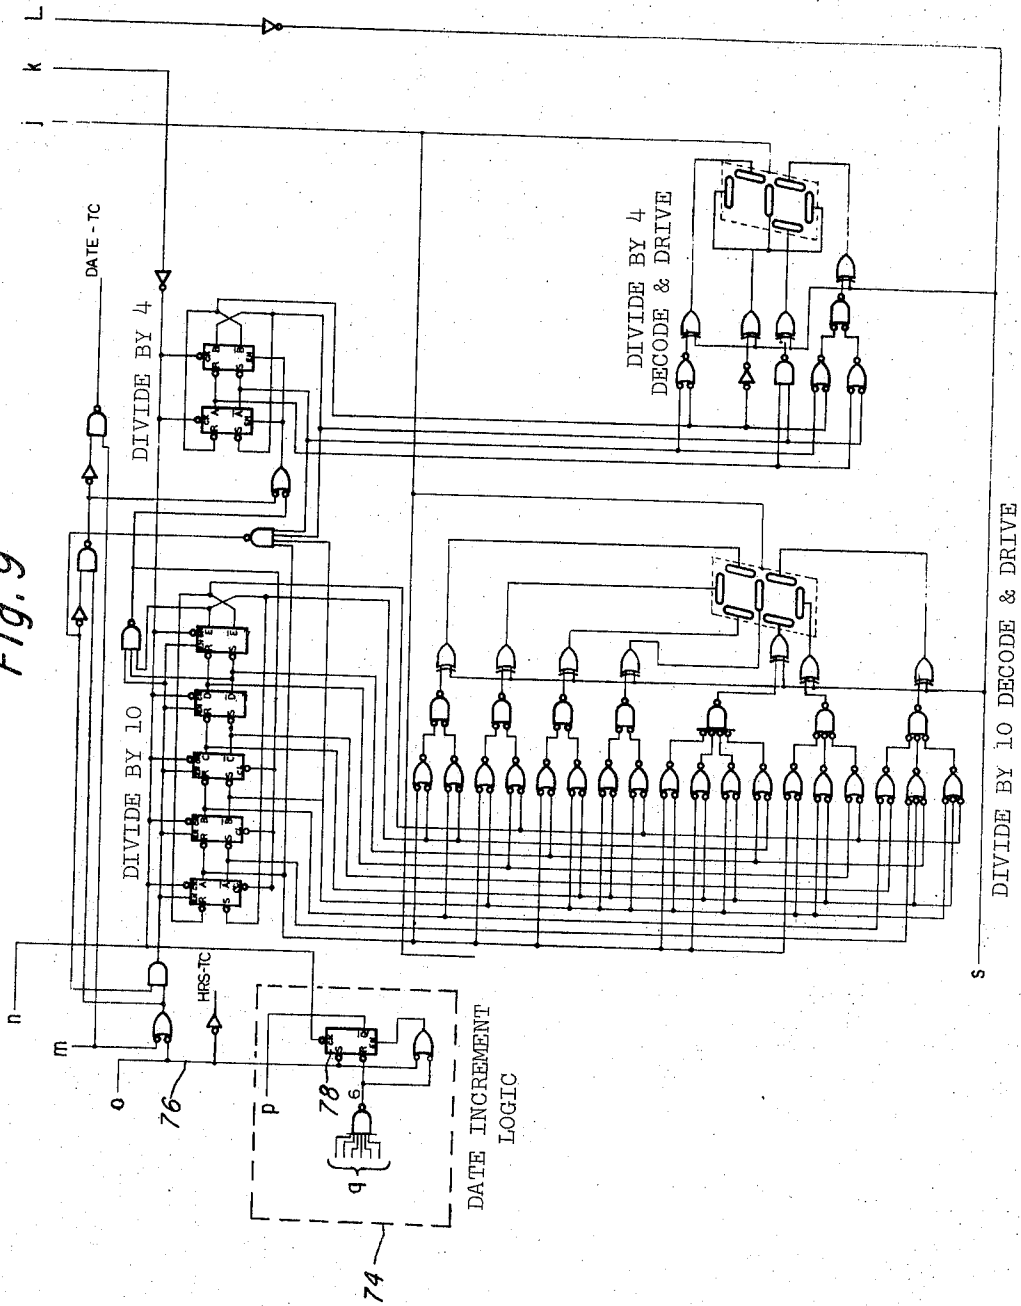 Fig. 9
L
k
j
DATE - TC
DIVIDE BY 4
DIVIDE BY 4
DECODE & DRIVE
DIVIDE BY 10
DIVIDE BY 10 DECODE & DRIVE
n
m
o
76
HRS-TC
p
78
6
q
s
74
DATE INCREMENT
LOGIC
A
B
C
D
E
A
B
R
S
Q